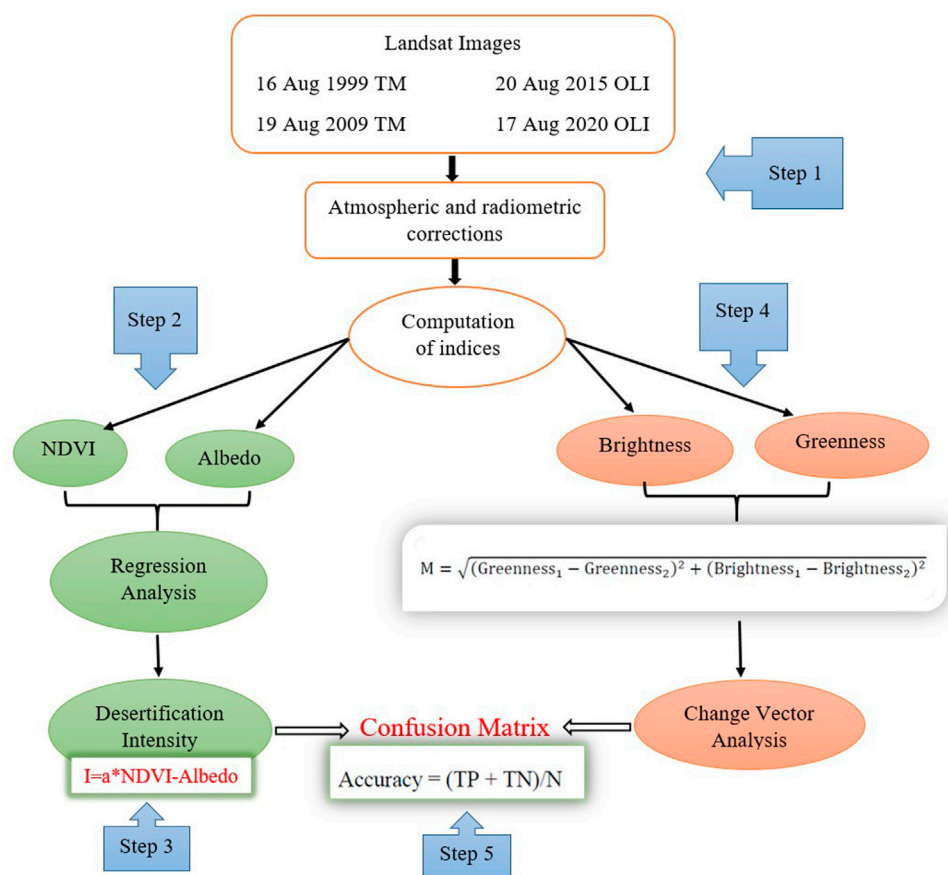 Landsat Images
16 Aug 1999 TM
20 Aug 2015 OLI
19 Aug 2009 TM
17 Aug 2020 OLI
Step 1
Atmospheric and radiometric
corrections
Step 2
Step 4
Computation
of indices
NDVI
Albedo
Brightness
Greenness
Regression
Analysis
M = √(Greenness₁ − Greenness₂)² + (Brightness₁ − Brightness₂)²
Desertification
Intensity
I=a*NDVI-Albedo
Confusion Matrix
Accuracy = (TP + TN)/N
Change Vector
Analysis
Step 3
Step 5